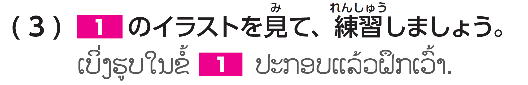 (3) 1 のイラストを見て、練習しましょう。
ເບິ່ງຮູບໃນຂໍ້ 1 ປະກອບແລ້ວຝຶກເວົ້າ.